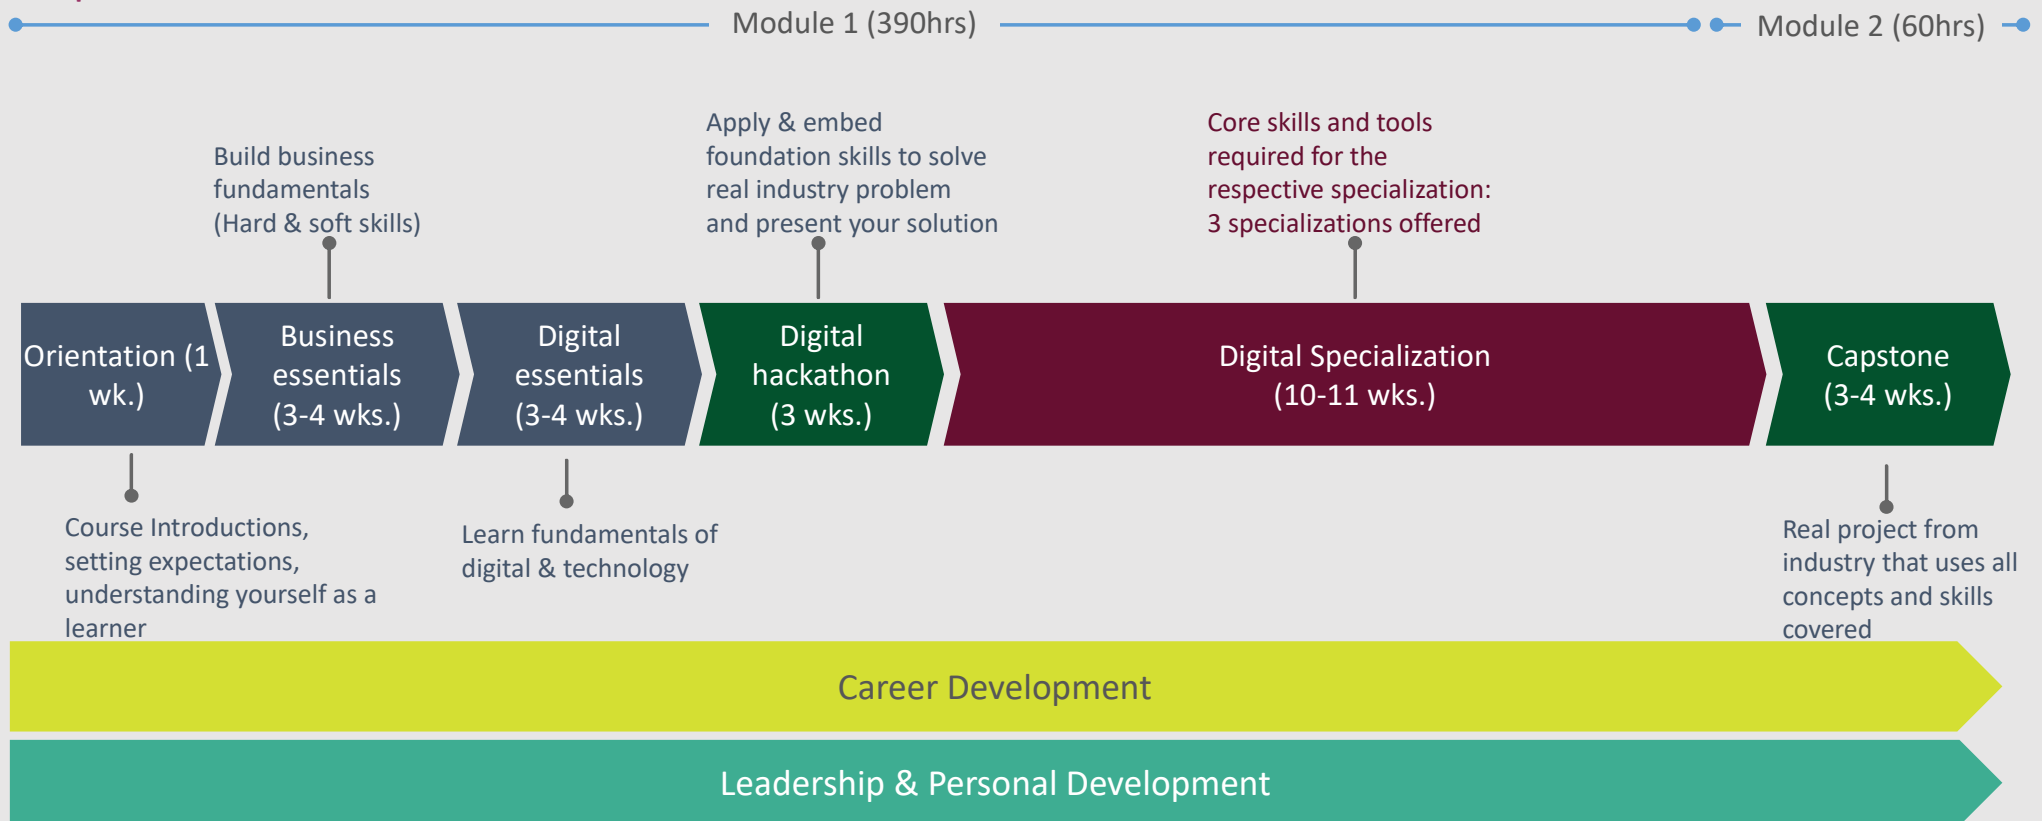 Module 1 (390hrs)
Module 2 (60hrs)
Build business
fundamentals
(Hard & soft skills)
Apply & embed
foundation skills to solve
real industry problem
and present your solution
Core skills and tools
required for the
respective specialization:
3 specializations offered
Orientation (1
wk.)
Business
essentials
(3-4 wks.)
Digital
essentials
(3-4 wks.)
Digital
hackathon
(3 wks.)
Digital Specialization
(10-11 wks.)
Capstone
(3-4 wks.)
Course Introductions,
setting expectations,
understanding yourself as a
learner
Learn fundamentals of
digital & technology
Real project from
industry that uses all
concepts and skills
covered
Career Development
Leadership & Personal Development